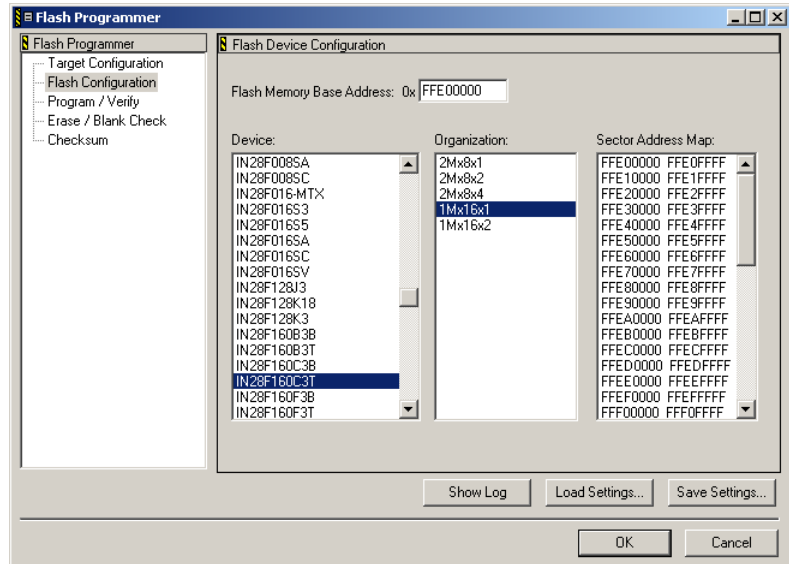 Flash Programmer
Flash Programmer
Target Configuration
Flash Configuration
Program / Verify
Erase / Blank Check
Checksum
Flash Device Configuration
Flash Memory Base Address: 0x FFE00000
Device:
IN28F008SA
IN28F008SC
IN28F016-MTX
IN28F016S3
IN28F016S5
IN28F016SA
IN28F016SC
IN28F016SV
IN28F128J3
IN28F128K18
IN28F128K3
IN28F160B3B
IN28F160B3T
IN28F160C3B
IN28F160C3T
IN28F160F3B
IN28F160F3T
Organization:
2Mx8x1
2Mx8x2
2Mx8x4
1Mx16x1
1Mx16x2
Sector Address Map:
FFE00000 FFE0FFFF
FFE10000 FFE1FFFF
FFE20000 FFE2FFFF
FFE30000 FFE3FFFF
FFE40000 FFE4FFFF
FFE50000 FFE5FFFF
FFE60000 FFE6FFFF
FFE70000 FFE7FFFF
FFE80000 FFE8FFFF
FFE90000 FFE9FFFF
FFEA0000 FFEAFFFF
FFEB0000 FFEBFFFF
FFEC0000 FFECFFFF
FFED0000 FFEDFFFF
FFEE0000 FFEEFFFF
FFEF0000 FFEFFFFF
FFF00000 FFF0FFFF
Show Log
Load Settings...
Save Settings...
OK
Cancel